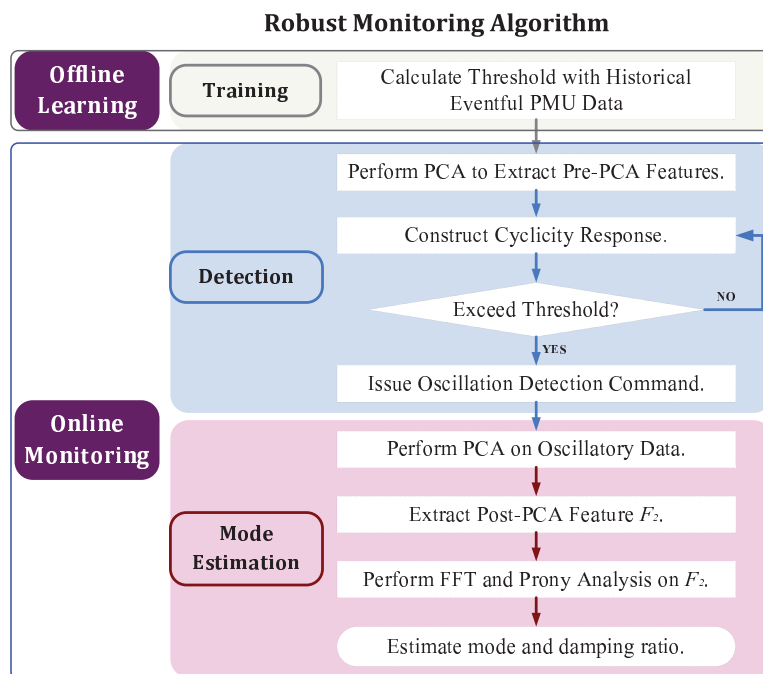 Robust Monitoring Algorithm
Offline
Learning
Training
Calculate Threshold with Historical
Eventful PMU Data
Perform PCA to Extract Pre-PCA Features.
Construct Cyclicity Response.
Detection
Exceed Threshold?
NO
YES
Issue Oscillation Detection Command.
Online
Monitoring
Perform PCA on Oscillatory Data.
Extract Post-PCA Feature F2.
Mode
Estimation
Perform FFT and Prony Analysis on F2.
Estimate mode and damping ratio.